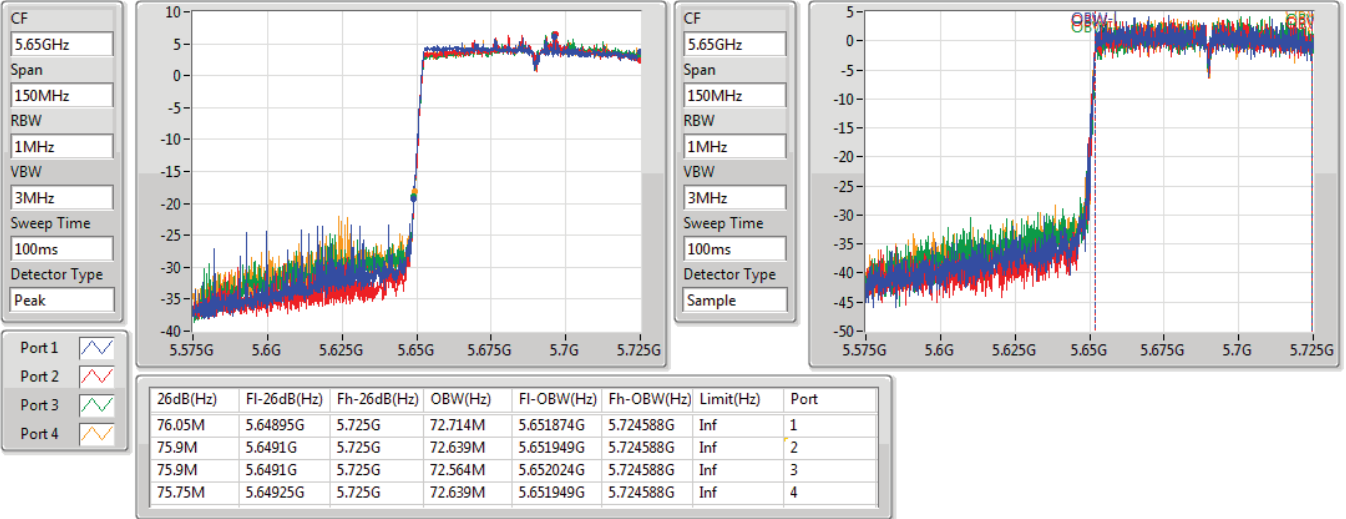 CF
5.65GHz
Span
150MHz
RBW
1MHz
VBW
3MHz
Sweep Time
100ms
Detector Type
Peak
10
5
0
-5
-10
-15
-20
-25
-30
-35
-40
5.575G 5.6G 5.625G 5.65G 5.675G 5.7G 5.725G
CF
5.65GHz
Span
150MHz
RBW
1MHz
VBW
3MHz
Sweep Time
100ms
Detector Type
Sample
5
0
-5
-10
-15
-20
-25
-30
-35
-40
-45
-50
5.575G 5.6G 5.625G 5.65G 5.675G 5.7G 5.725G
Port 1
Port 2
Port 3
Port 4
26dB(Hz) Fl-26dB(Hz) Fh-26dB(Hz) OBW(Hz) Fl-OBW(Hz) Fh-OBW(Hz) Limit(Hz) Port
76.05M 5.64895G 5.725G 72.714M 5.651874G 5.724588G Inf 1
75.9M 5.6491G 5.725G 72.639M 5.651949G 5.724588G Inf 2
75.9M 5.6491G 5.725G 72.564M 5.652024G 5.724588G Inf 3
75.75M 5.64925G 5.725G 72.639M 5.651949G 5.724588G Inf 4